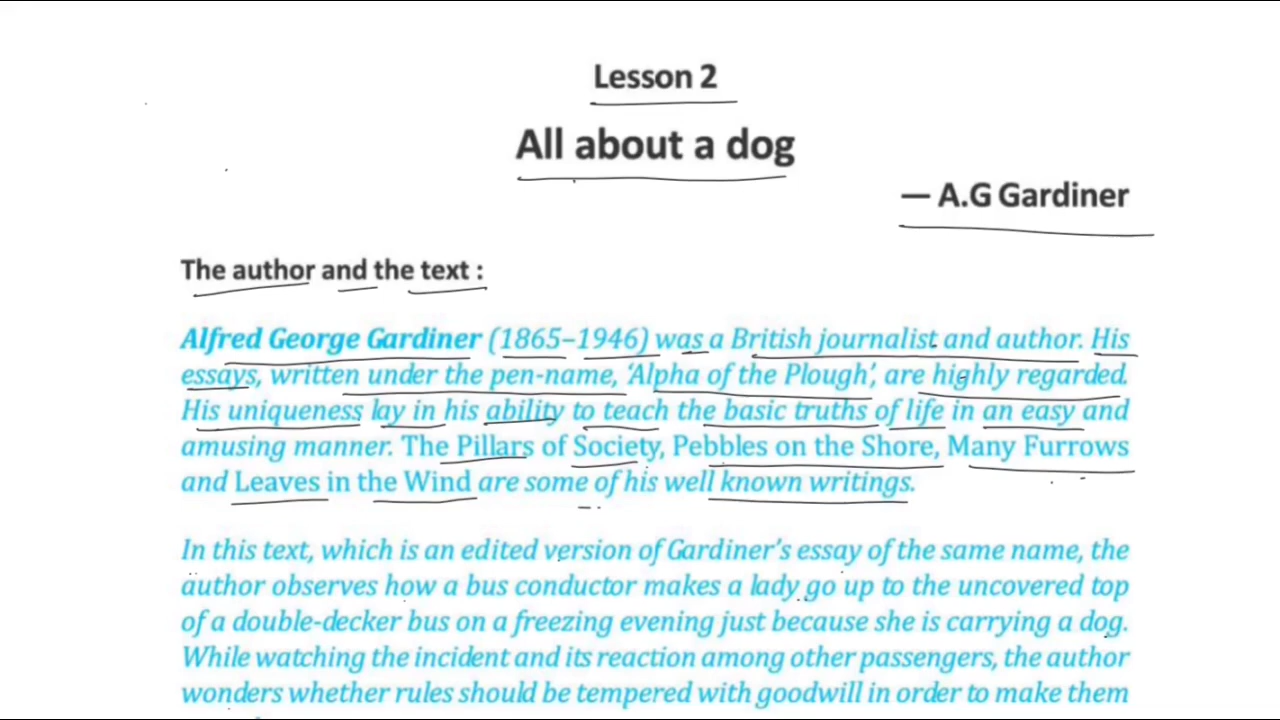 Lesson 2
All about a dog
— A.G Gardiner
The author and the text :
Alfred George Gardiner (1865–1946) was a British journalist and author. His
essays, written under the pen-name, ‘Alpha of the Plough’, are highly regarded.
His uniqueness lay in his ability to teach the basic truths of life in an easy and
amusing manner. The Pillars of Society, Pebbles on the Shore, Many Furrows
and Leaves in the Wind are some of his well known writings.
In this text, which is an edited version of Gardiner’s essay of the same name, the
author observes how a bus conductor makes a lady go up to the uncovered top
of a double-decker bus on a freezing evening just because she is carrying a dog.
While watching the incident and its reaction among other passengers, the author
wonders whether rules should be tempered with goodwill in order to make them